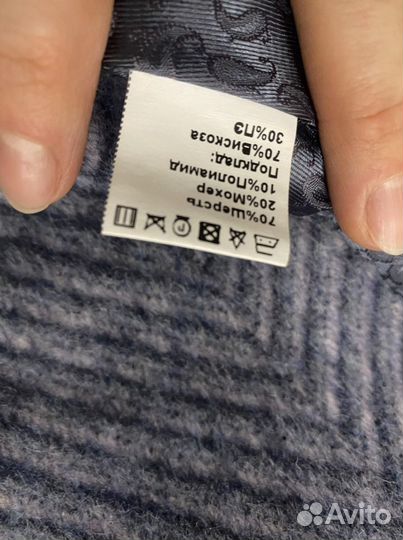 70%Шерсть
20%Мохер
10%Полиамид
Подклад:
70%Вискоза
30%ПЭ
Avito